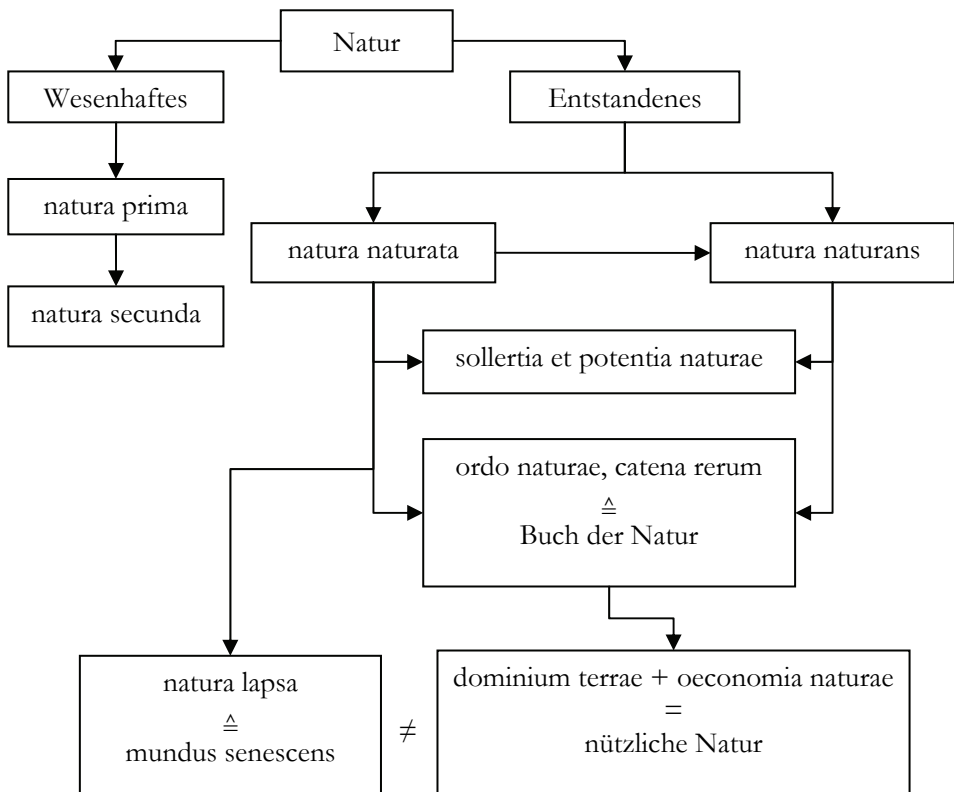 Natur
Wesenhaftes
Entstandenes
natura prima
natura naturata
natura naturans
natura secunda
sollertia et potentia naturae
ordo naturae, catena rerum
≙
Buch der Natur
natura lapsa
≙
mundus senescens
≠
dominium terrae + oeconomia naturae
=
nützliche Natur